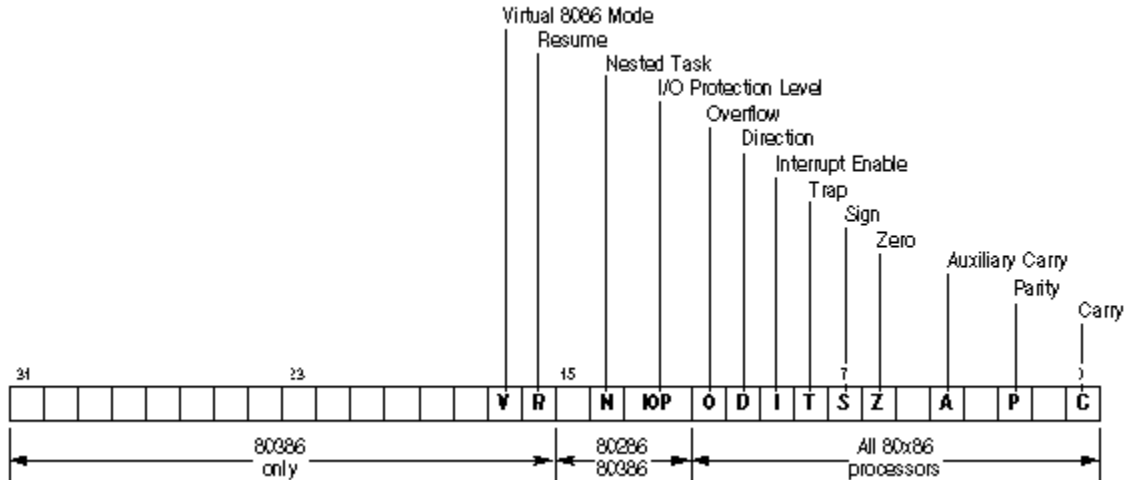 Virtual 8086 Mode
Resume
Nested Task
I/O Protection Level
Overflow
Direction
Interrupt Enable
Trap
Sign
Zero
Auxiliary Carry
Parity
Carry
31 23 15 7 0
V R N IOP O D I T S Z A P C
80386 80286 All 80x86
only 80386 processors